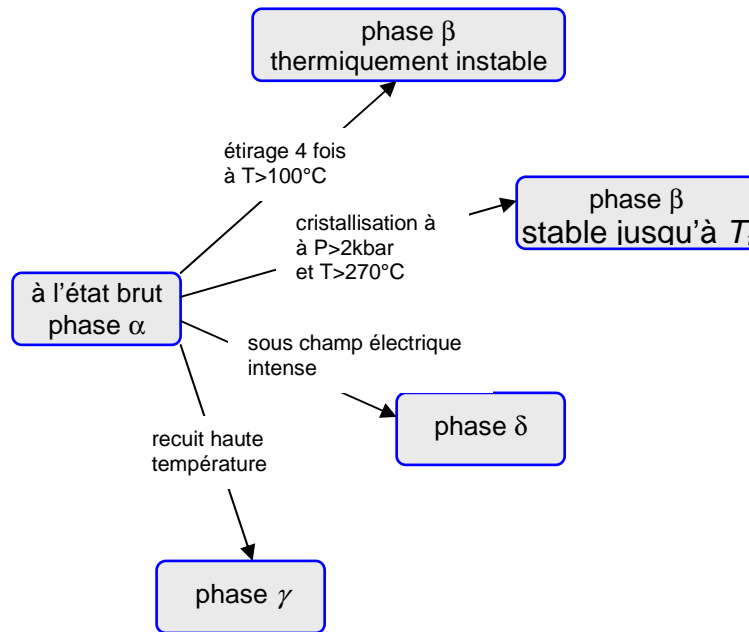 phase β
thermiquement instable
étirage 4 fois
à T>100°C
phase β
stable jusqu'à
cristallisation à
à P>2kbar
et T>270°C
à l'état brut
phase α
sous champ électrique
intense
phase δ
recuit haute
température
phase γ